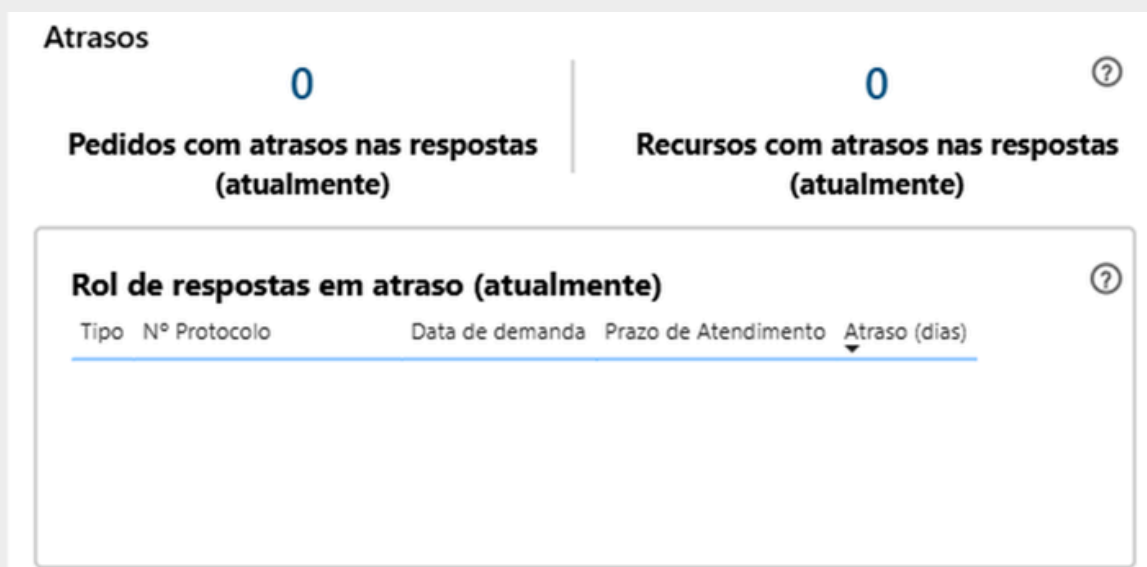 Atrasos
0
Pedidos com atrasos nas respostas
(atualmente)
0
Recursos com atrasos nas respostas
(atualmente)
Rol de respostas em atraso (atualmente)
Tipo Nº Protocolo Data de demanda Prazo de Atendimento Atraso (dias)